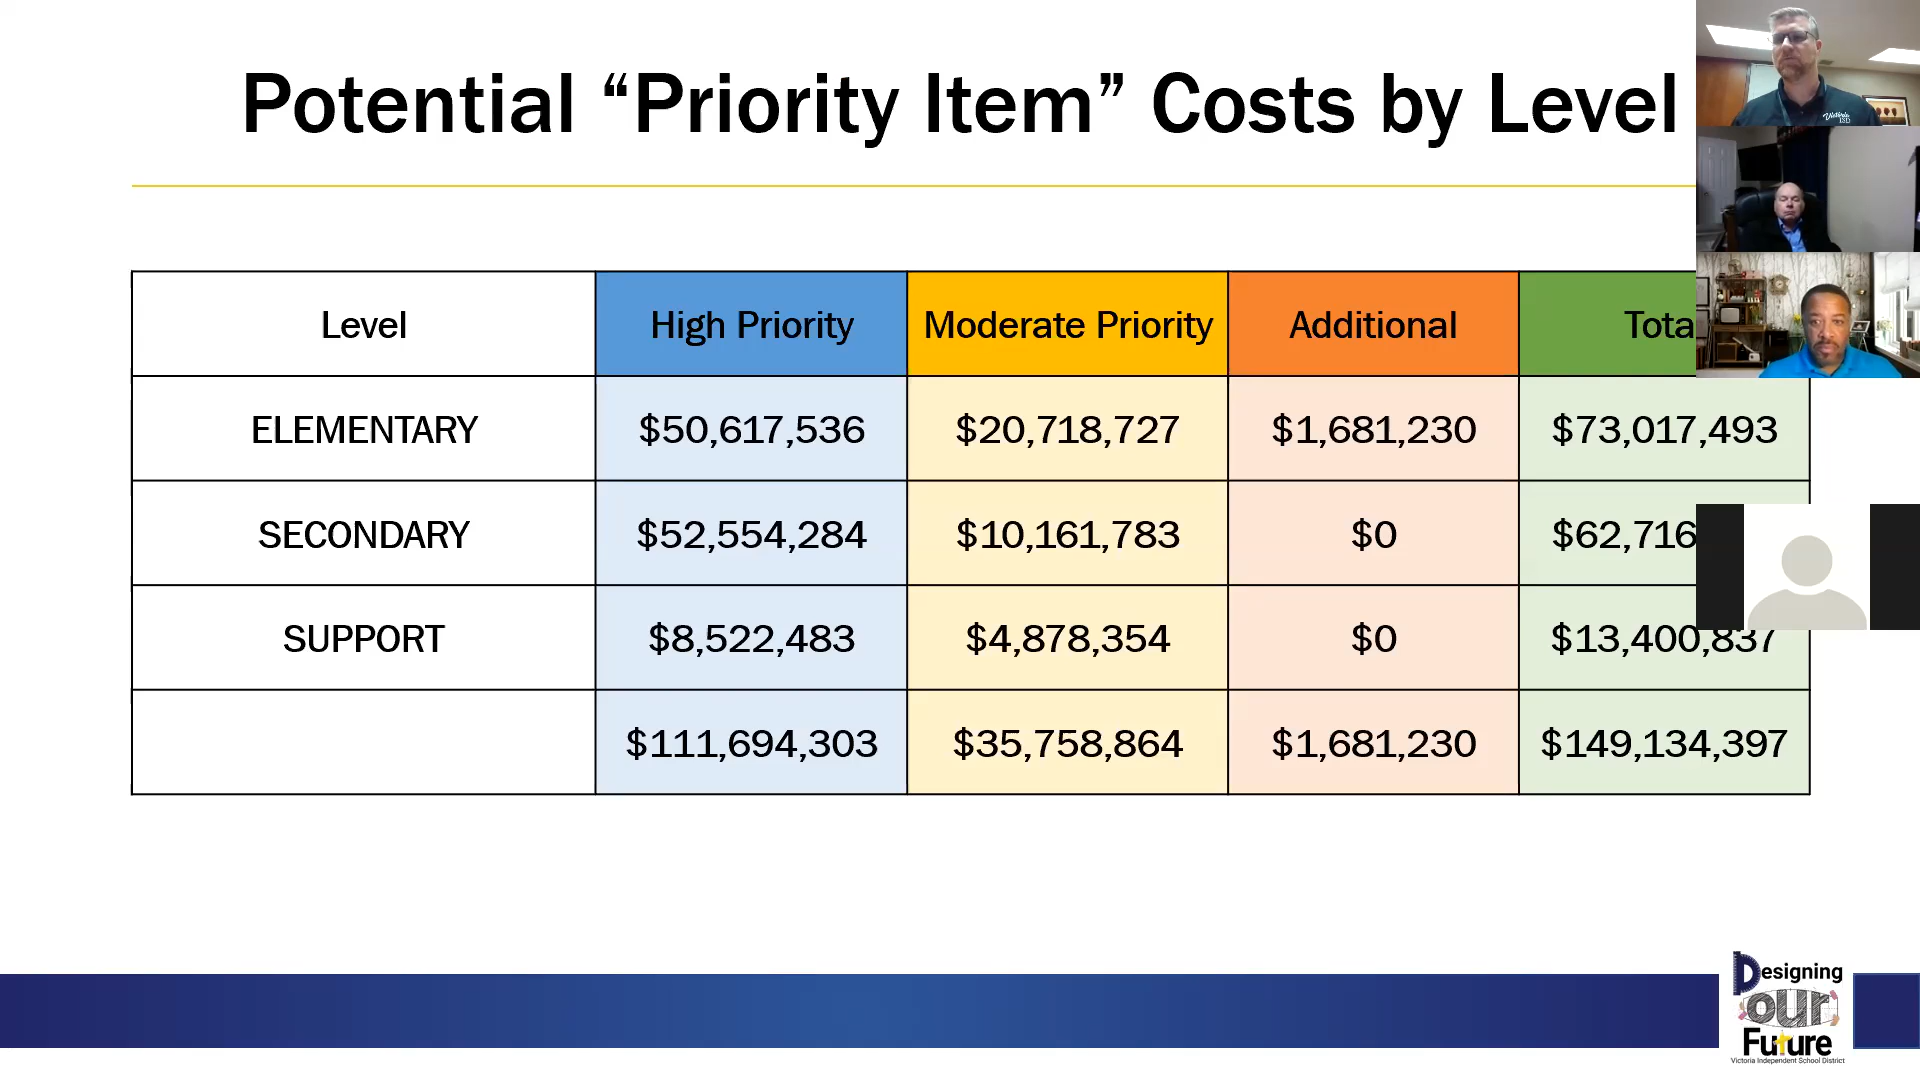 Potential “Priority Item” Costs by Level
Victoria
ISD
Level High Priority Moderate Priority Additional Tota
ELEMENTARY $50,617,536 $20,718,727 $1,681,230 $73,017,493
SECONDARY $52,554,284 $10,161,783 $0 $62,716
SUPPORT $8,522,483 $4,878,354 $0 $13,400,837
$111,694,303 $35,758,864 $1,681,230 $149,134,397
Designing
our
Future
Victoria Independent School District